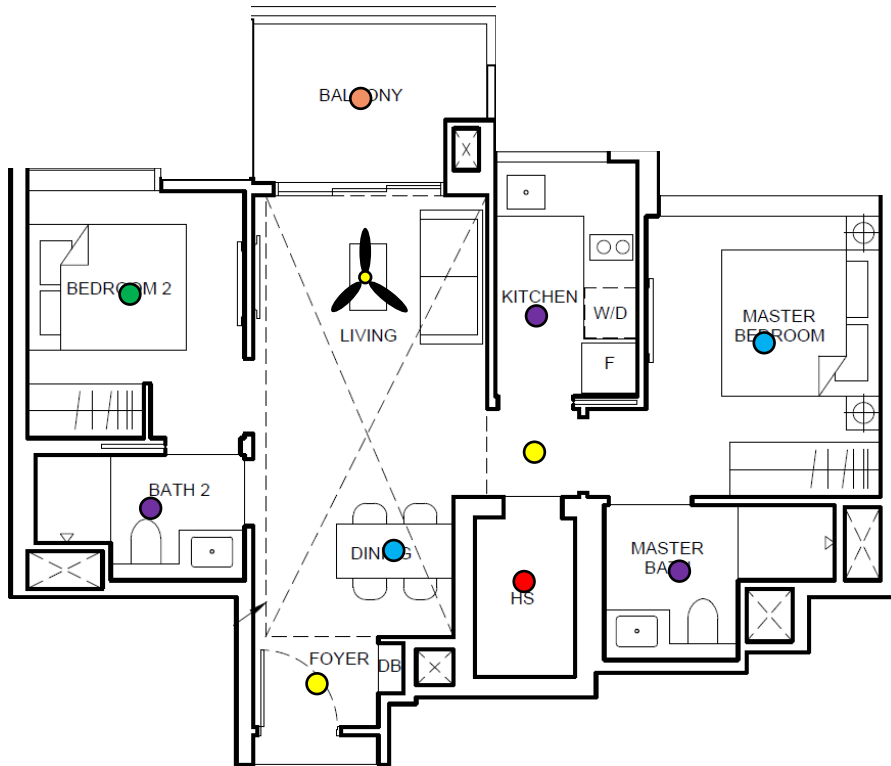 BALCONY
BEDROOM 2
LIVING
KITCHEN
W/D
F
MASTER
BEDROOM
BATH 2
DINING
HS
MASTER
BATH
FOYER
DB